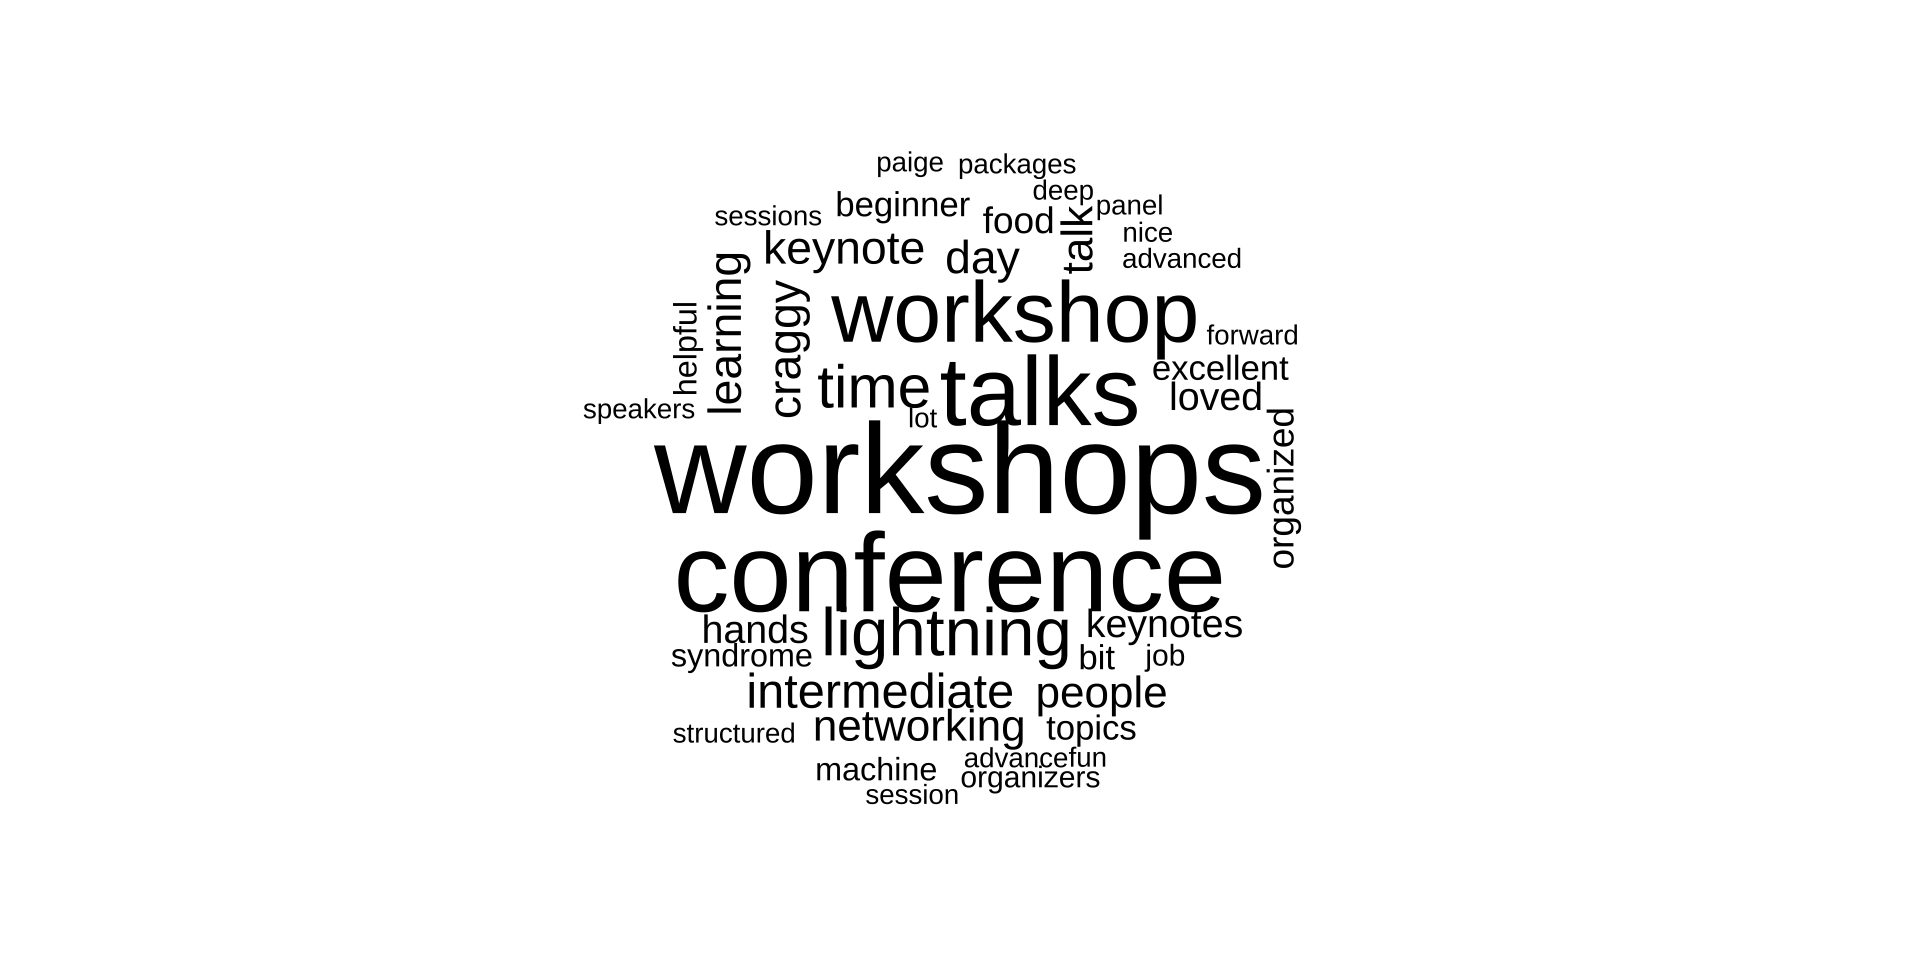 paige packages
deep
sessions beginner food talk panel
nice
keynote day advanced
learning craggy workshop
helpful forward
time talks excellent
loved
speakers lot
workshops organized
conference
hands lightning keynotes
syndrome bit job
intermediate people
structured networking topics
advancefun
machine organizers
session